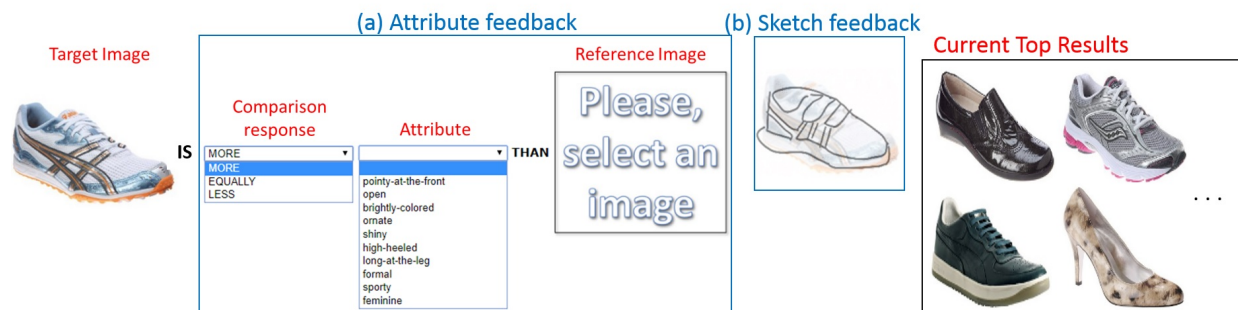 (a) Attribute feedback
(b) Sketch feedback
Target Image
Reference Image
Current Top Results
Comparison
response
Attribute
IS
MORE
THAN
MORE
EQUALLY
LESS
pointy-at-the-front
open
brightly-colored
ornate
shiny
high-heeled
long-at-the-leg
formal
sporty
feminine
Please,
select an
image
. . .